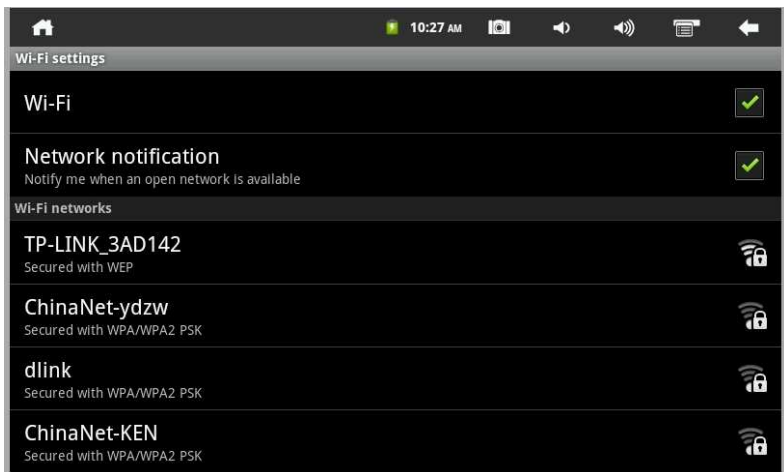 10:27 AM
Wi-Fi settings
Wi-Fi
Network notification
Notify me when an open network is available
Wi-Fi networks
TP-LINK_3AD142
Secured with WEP
ChinaNet-ydzw
Secured with WPA/WPA2 PSK
dlink
Secured with WPA/WPA2 PSK
ChinaNet-KEN
Secured with WPA/WPA2 PSK